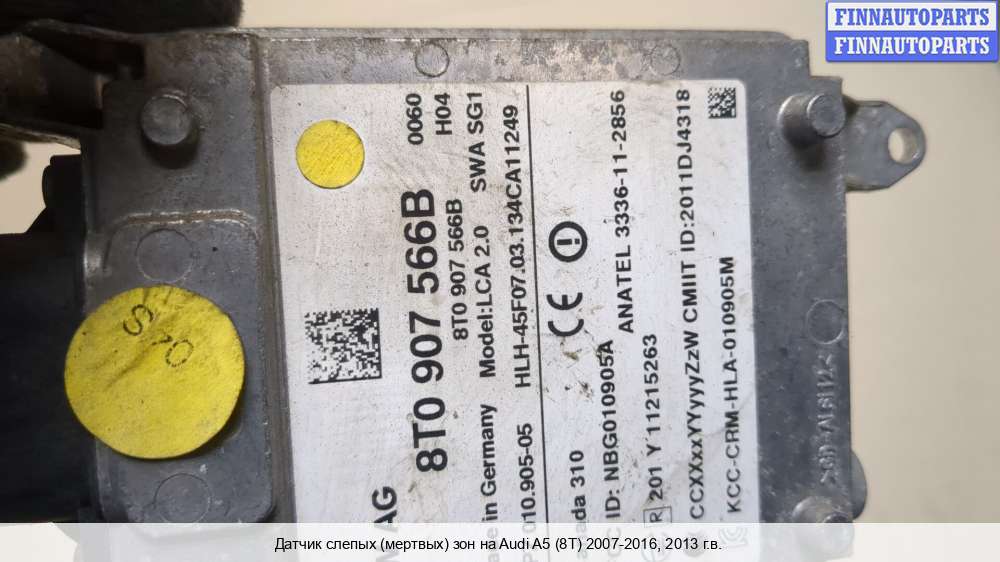 FINNAUTOPARTS
FINNAUTOPARTS
AG
8T0 907 566B 0060
8T0 907 566B H04
in Germany Model:LCA 2.0 SWA SG1
010.905-05 HLH-45F07.03.134CA11249
310
ID: NBG010905A ANATEL 3336-11-2856
R 201 Y 11215263
CCXXxxYYyyyZzW CMIIT ID:2011DJ4318
KCC-CRM-HLA-010905M
CE
Датчик слепых (мертвых) зон на Audi A5 (8T) 2007-2016, 2013 г.в.